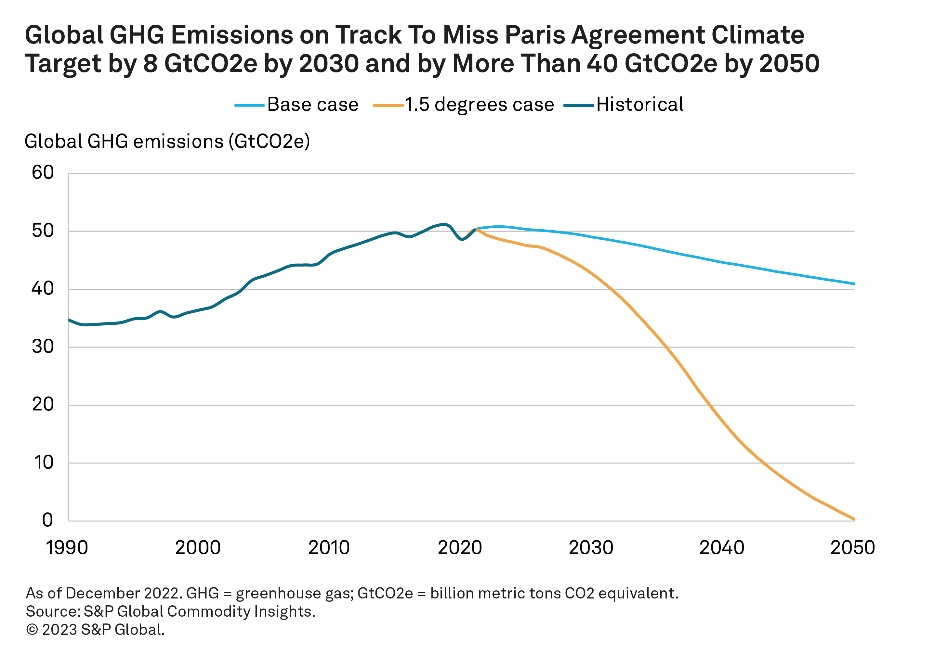 Global GHG Emissions on Track To Miss Paris Agreement Climate
Target by 8 GtCO2e by 2030 and by More Than 40 GtCO2e by 2050
Base case 1.5 degrees case Historical
Global GHG emissions (GtCO2e)
60
50
40
30
20
10
0
1990 2000 2010 2020 2030 2040 2050
As of December 2022. GHG = greenhouse gas; GtCO2e = billion metric tons CO2 equivalent.
Source: S&P Global Commodity Insights.
© 2023 S&P Global.